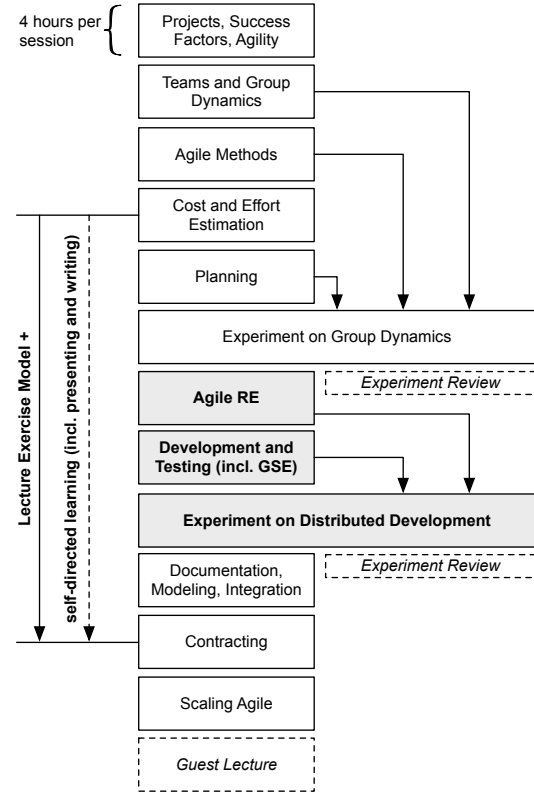 4 hours per
session
Projects, Success
Factors, Agility
Teams and Group
Dynamics
Agile Methods
Cost and Effort
Estimation
Planning
Experiment on Group Dynamics
Experiment Review
Agile RE
Development and
Testing (incl. GSE)
Experiment on Distributed Development
Experiment Review
Documentation,
Modeling, Integration
Contracting
Scaling Agile
Guest Lecture
Lecture Exercise Model +
self-directed learning (incl. presenting and writing)